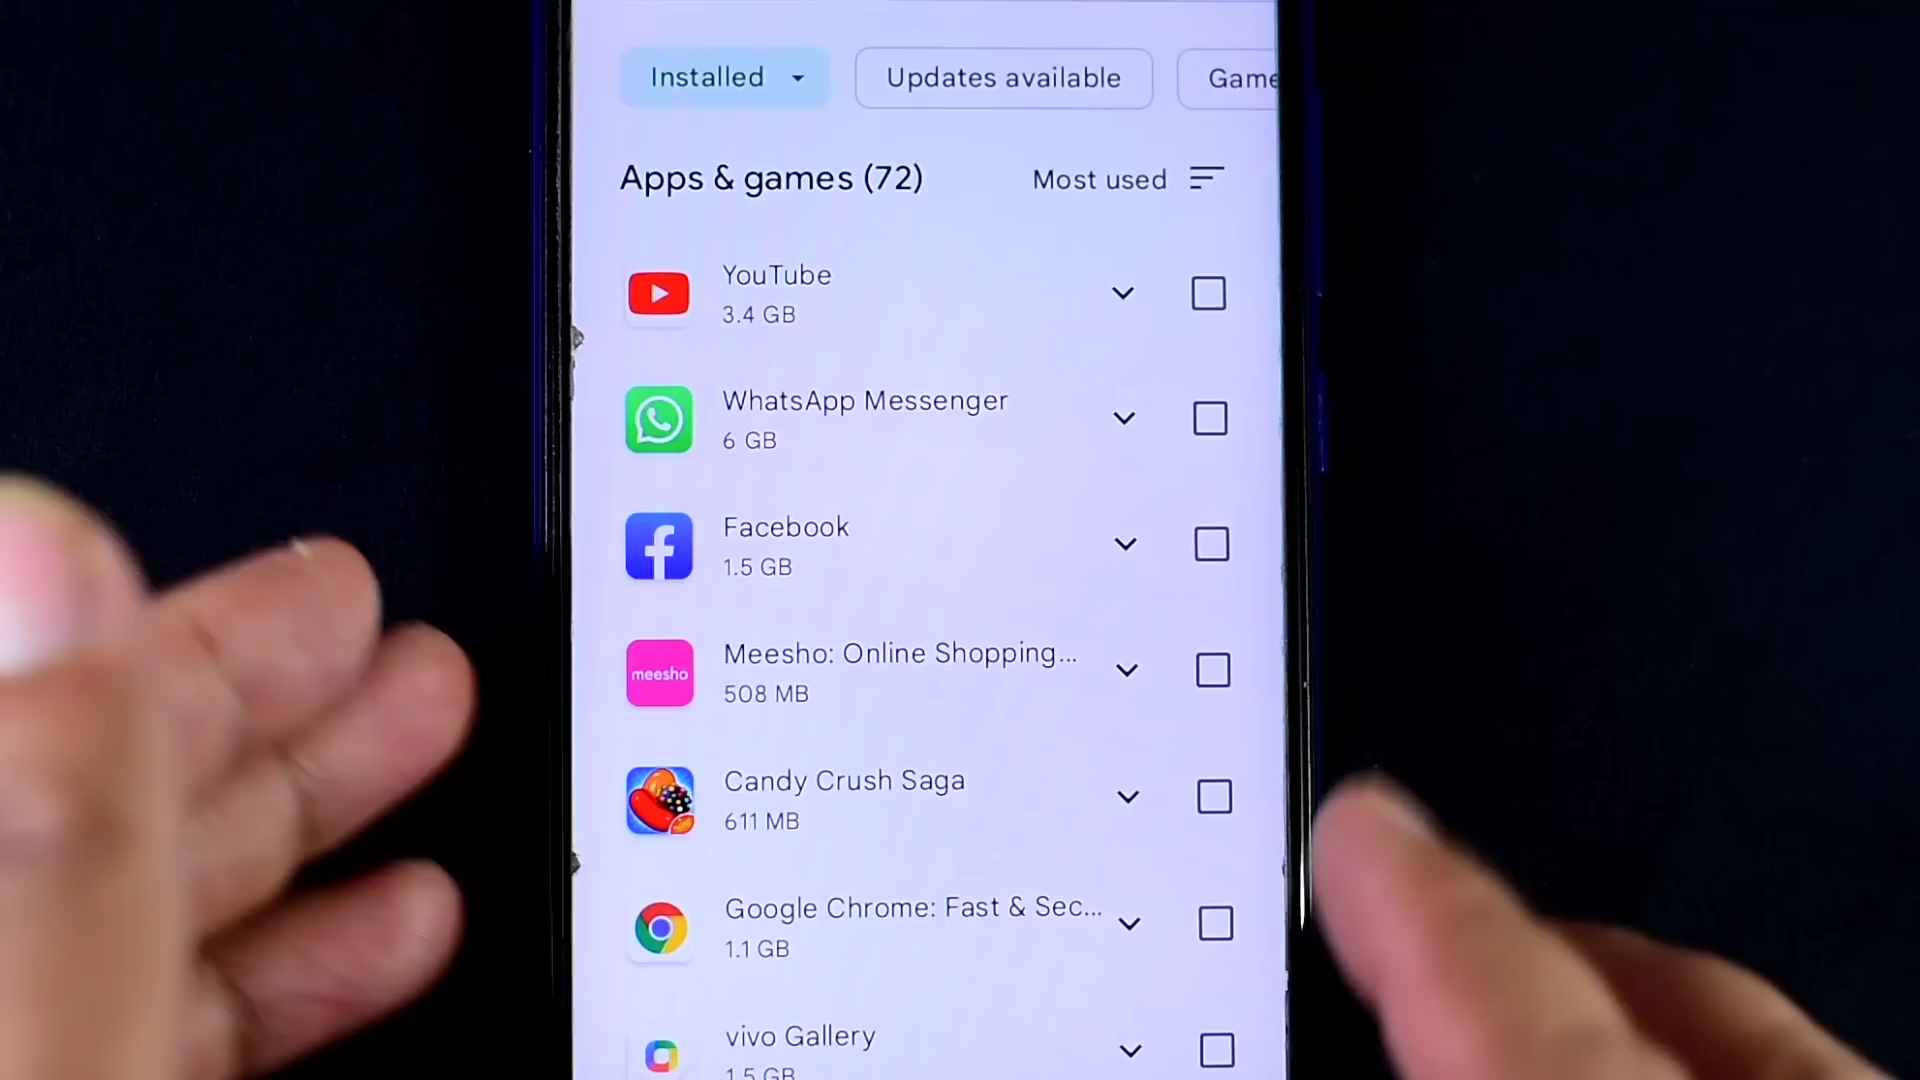 Installed
Updates available
Game
Apps & games (72)
Most used
YouTube
3.4 GB
WhatsApp Messenger
6 GB
Facebook
1.5 GB
meesho
Meesho: Online Shopping...
508 MB
Candy Crush Saga
611 MB
Google Chrome: Fast & Sec...
1.1 GB
vivo Gallery
1.5 GB